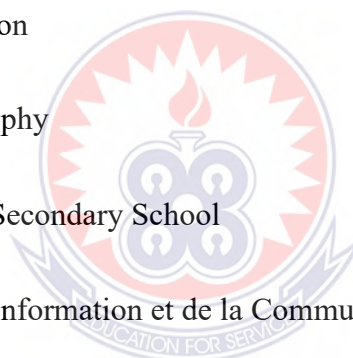 on
phy
Secondary School
nformation et de la Commu
EDUCATION FOR SERVICE